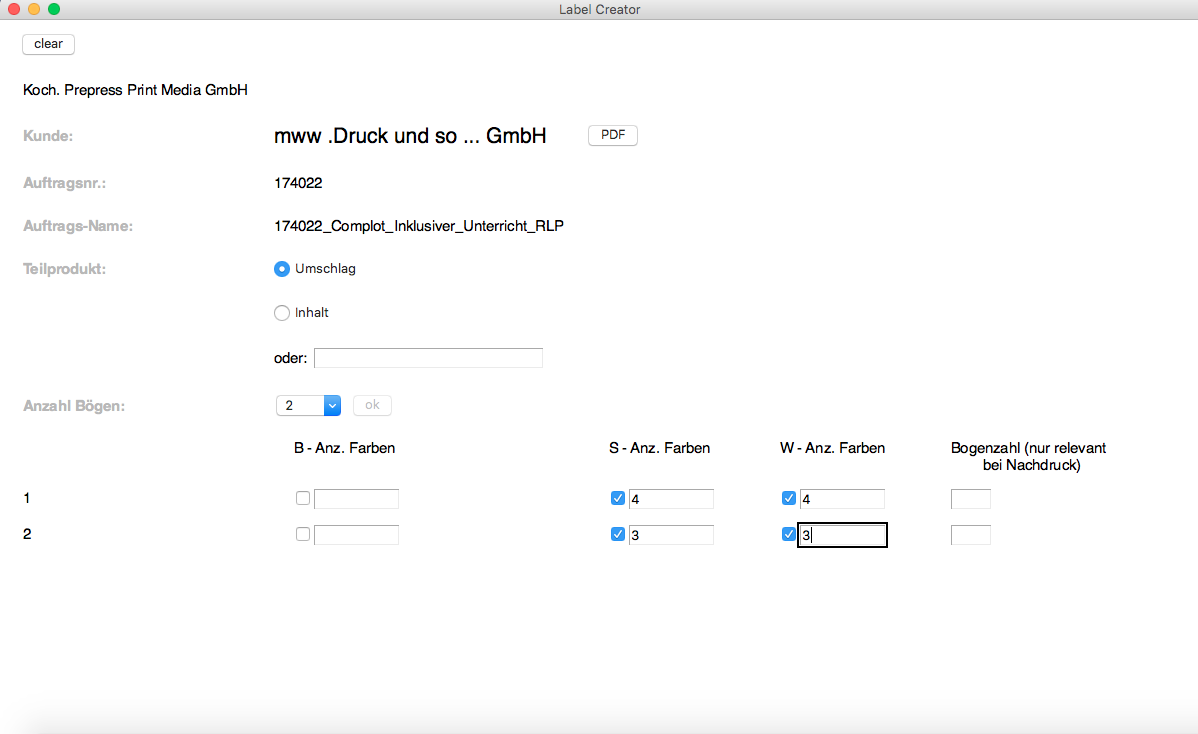 Label Creator
clear
Koch. Prepress Print Media GmbH
Kunde: mww .Druck und so ... GmbH PDF
Auftragsnr.: 174022
Auftrags-Name: 174022_Complot_Inklusiver_Unterricht_RLP
Teilprodukt: Umschlag
Inhalt
oder:
Anzahl Bögen: 2 ok
B - Anz. Farben S - Anz. Farben W - Anz. Farben Bogenzahl (nur relevant
bei Nachdruck)
1 4 4
2 3 3